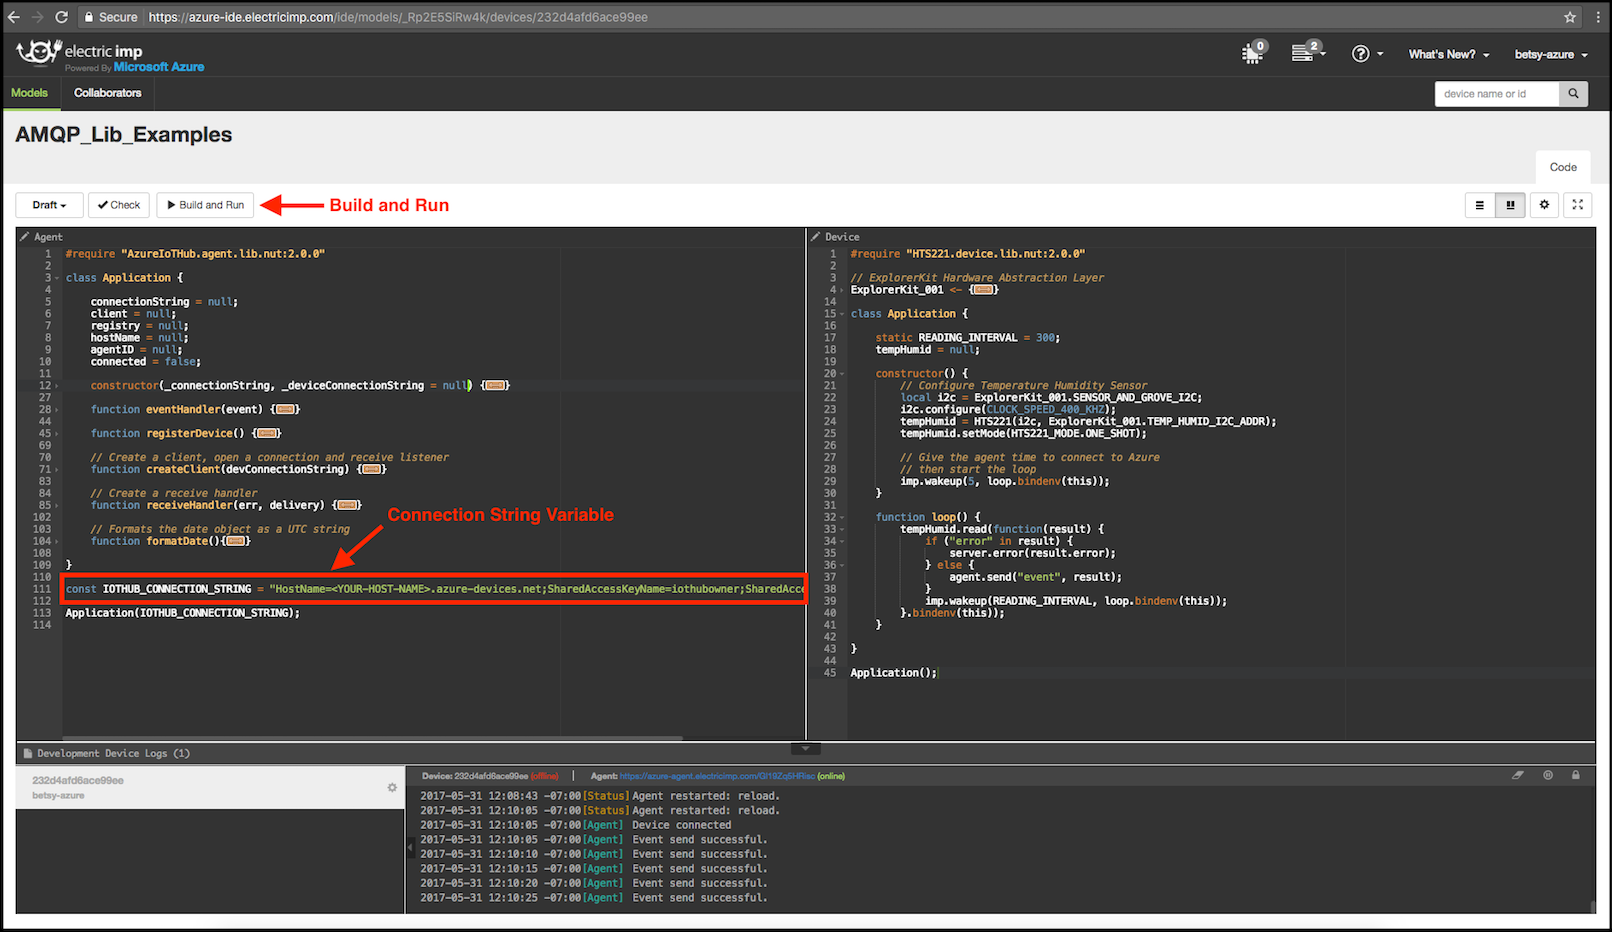 Secure https://azure-ide.electricimp.com/ide/models/_Rp2E5SlRw4k/devices/232d4afd6ace99ee
electric imp
Powered By Microsoft Azure
0
2
What's New?
betsy-azure
Models
Collaborators
device name or id
AMQP_Lib_Examples
Code
Draft
Check
Build and Run
Build and Run
Agent
1 #require "AzureIoTHub.agent.lib.nut:2.0.0"
2
3 class Application {
4
5 connectionString = null;
6 client = null;
7 registry = null;
8 hostName = null;
9 agentID = null;
10 connected = false;
11
12 constructor(_connectionString, _deviceConnectionString = null) {}
27
28 function eventHandler(event) {}
44
45 function registerDevice() {}
69
70 // Create a client, open a connection and receive listener
71 function createClient(devConnectionString) {}
83
84 // Create a receive handler
85 function receiveHandler(err, delivery) {}
102
103 // Formats the date object as a UTC string
104 function formatDate(){}
108
109 }
110
111 const IOTHUB_CONNECTION_STRING = "HostName=<YOUR-HOST-NAME>.azure-devices.net;SharedAccessKeyName=iothubowner;SharedAcce
112
113 Application(IOTHUB_CONNECTION_STRING);
114
Connection String Variable
Device
1 #require "HTS221.device.lib.nut:2.0.0"
2
3 // ExplorerKit Hardware Abstraction Layer
4 ExplorerKit_001 <- {}
14
15 class Application {
16
17 static READING_INTERVAL = 300;
18 tempHumid = null;
19
20 constructor() {
21 // Configure Temperature Humidity Sensor
22 local i2c = ExplorerKit_001.SENSOR_AND_GROVE_I2C;
23 i2c.configure(CLOCK_SPEED_400_KHZ);
24 tempHumid = HTS221(i2c, ExplorerKit_001.TEMP_HUMID_I2C_ADDR);
25 tempHumid.setMode(HTS221_MODE.ONE_SHOT);
26
27 // Give the agent time to connect to Azure
28 // then start the loop
29 imp.wakeup(5, loop.bindenv(this));
30 }
31
32 function loop() {
33 tempHumid.read(function(result) {
34 if ("error" in result) {
35 server.error(result.error);
36 } else {
37 agent.send("event", result);
38 }
39 imp.wakeup(READING_INTERVAL, loop.bindenv(this));
40 }.bindenv(this));
41 }
42
43 }
44
45 Application();
Development Device Logs (1)
232d4afd6ace99ee
betsy-azure
Device: 232d4afd6ace99ee (offline) | Agent: https://azure-agent.electricimp.com/GI19Zq5HRisc (online)
2017-05-31 12:08:43 -07:00 [Status] Agent restarted: reload.
2017-05-31 12:10:05 -07:00 [Status] Agent restarted: reload.
2017-05-31 12:10:05 -07:00 [Agent] Device connected
2017-05-31 12:10:05 -07:00 [Agent] Event send successful.
2017-05-31 12:10:10 -07:00 [Agent] Event send successful.
2017-05-31 12:10:15 -07:00 [Agent] Event send successful.
2017-05-31 12:10:20 -07:00 [Agent] Event send successful.
2017-05-31 12:10:25 -07:00 [Agent] Event send successful.